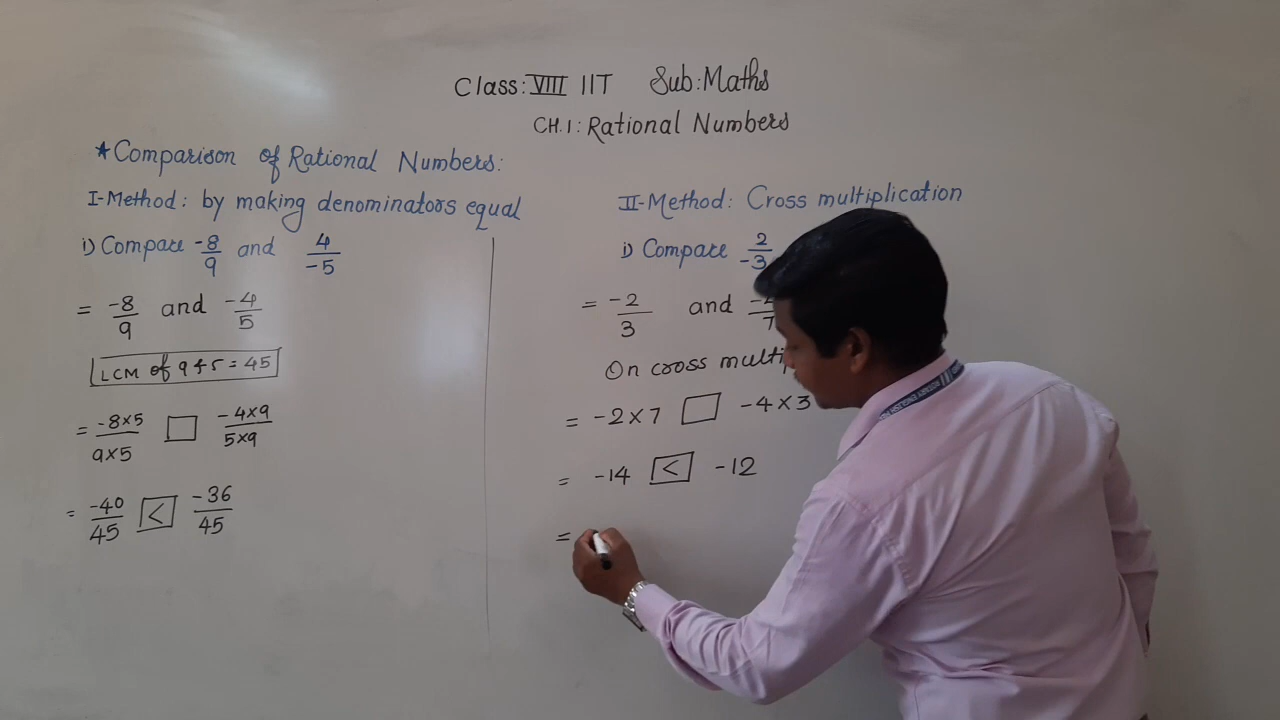 Class: VIII IIT Sub: Maths
CH.1: Rational Numbers
★Comparison of Rational Numbers:
I-Method: by making denominators equal
i) Compare -8/9 and 4/-5
= -8/9 and -4/5
LCM of 9 & 5 = 45
= -8×5/9×5 □ -4×9/5×9
= -40/45 < -36/45
II-Method: Cross multiplication
i) Compare 2/-3
= -2/3 and
On cross
= -2×7 □ -4×3
= -14 < -12
=